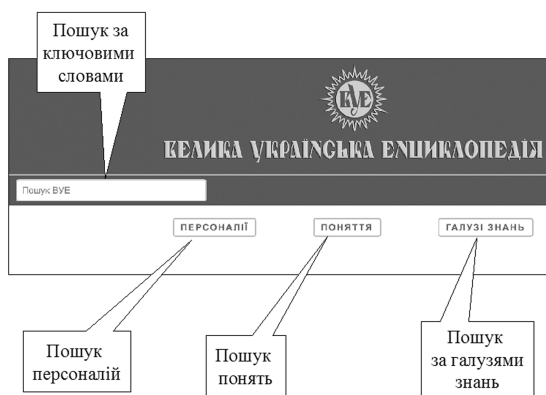 Пошук за
ключовими
словами
ВУЕ
ВЕЛИКА УКРАЇНСЬКА ЕНЦИКЛОПЕДІЯ
Пошук ВУЕ
ПЕРСОНАЛІЇ
ПОНЯТТЯ
ГАЛУЗІ ЗНАНЬ
Пошук
персоналій
Пошук
понять
Пошук
за галузями
знань